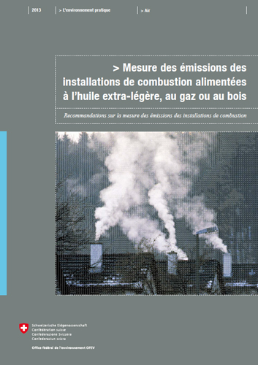 2013
> L'environnement pratique
> Air
> Mesure des émissions des
installations de combustion alimentées
à l'huile extra-légère, au gaz ou au bois
Recommandations sur la mesure des émissions des installations de combustion
Schweizerische Eidgenossenschaft
Confédération suisse
Confederazione Svizzera
Confederaziun svizra
Office fédéral de l'environnement OFEV